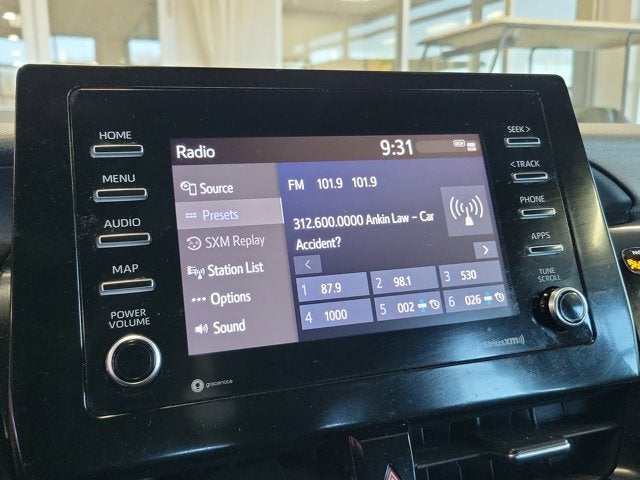 HOME
MENU
AUDIO
MAP
POWER
VOLUME
Radio
9:31
DCM
Source
Presets
SXM Replay
Station List
Options
Sound
FM 101.9 101.9
312.600.0000 Ankin Law – Car
Accident?
1 87.9
2 98.1
3 530
4 1000
5 002
6 026
SEEK >
< TRACK
PHONE
APPS
TUNE
SCROLL
SiriusXM
gracenote